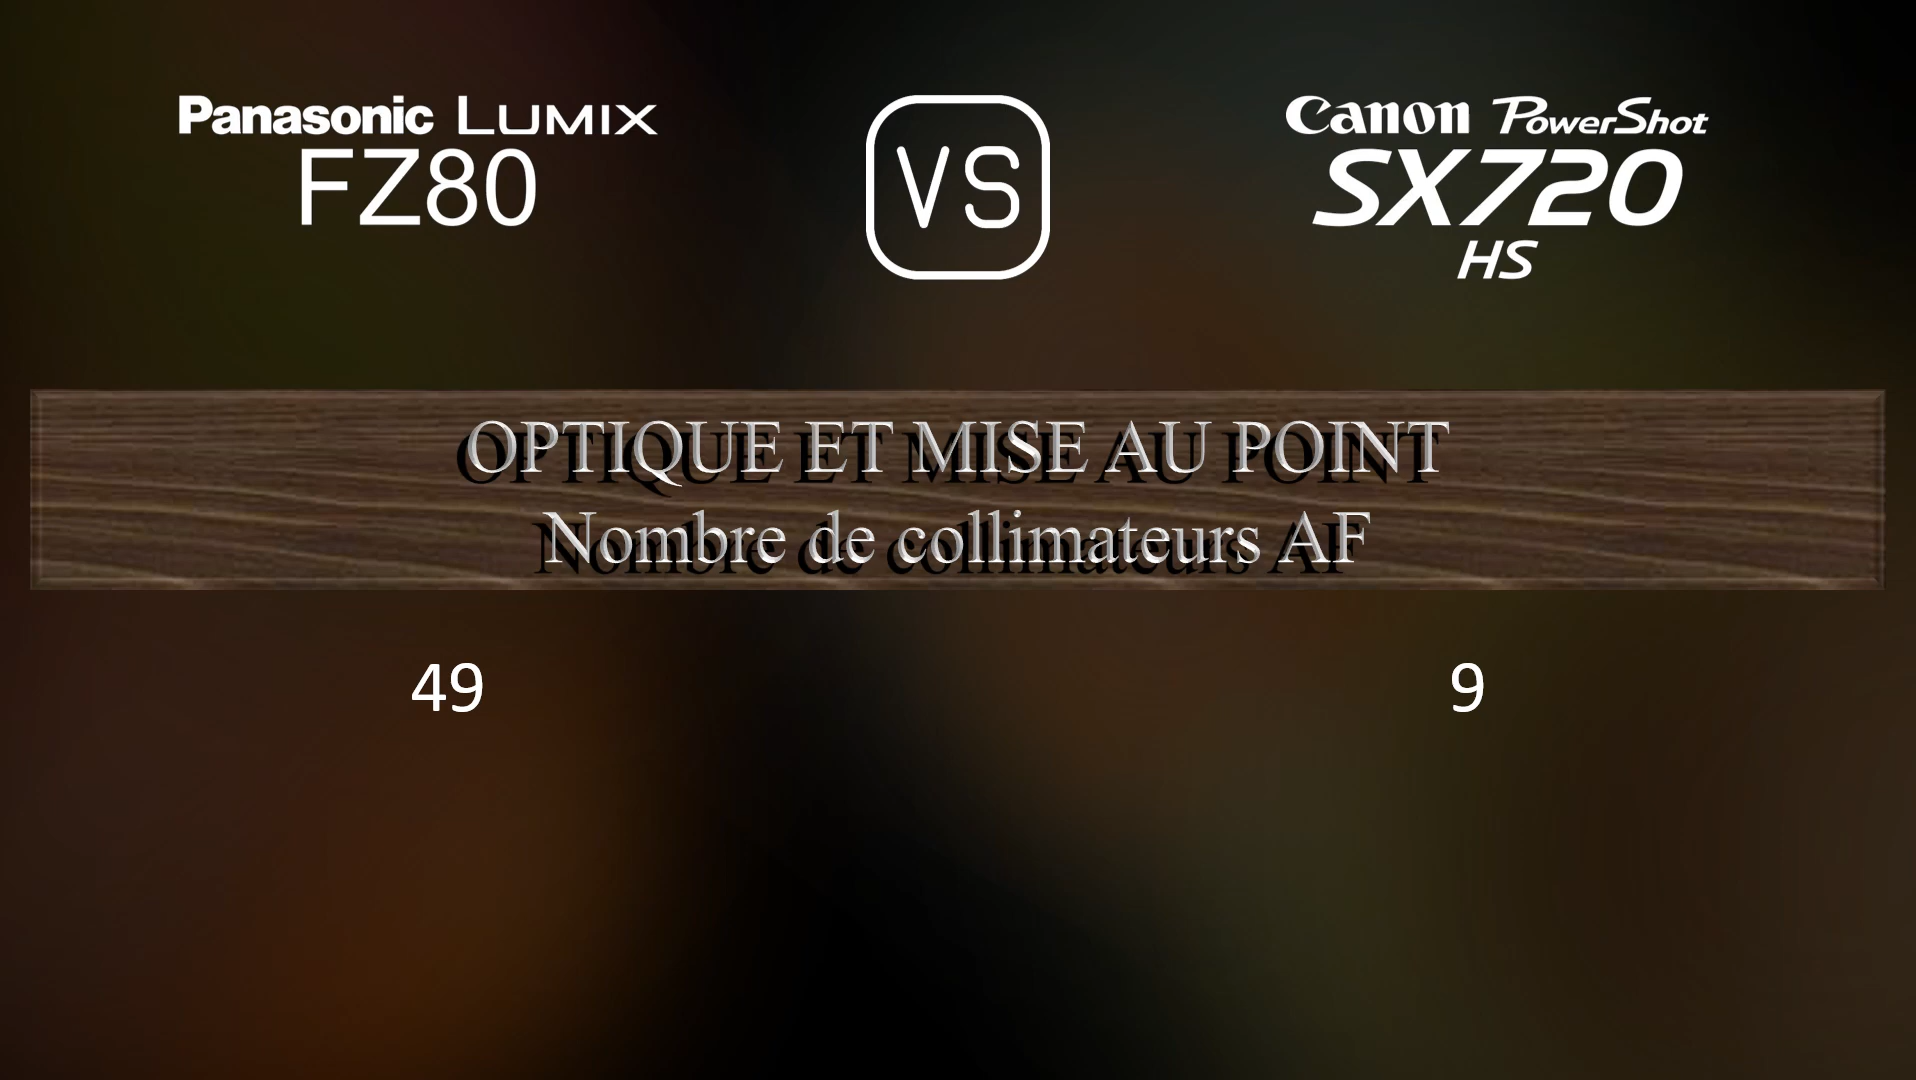 Panasonic LUMIX
FZ80
VS
Canon PowerShot
SX720
HS
OPTIQUE ET MISE AU POINT
Nombre de collimateurs AF
49
9